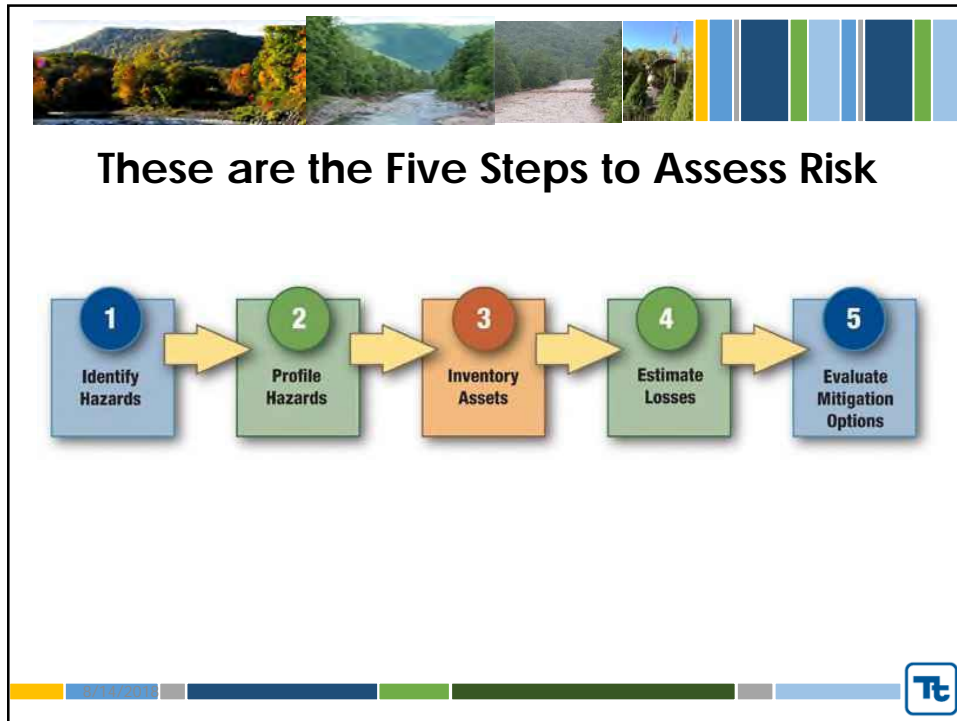 These are the Five Steps to Assess Risk
1
Identify
Hazards
2
Profile
Hazards
3
Inventory
Assets
4
Estimate
Losses
5
Evaluate
Mitigation
Options
Tt